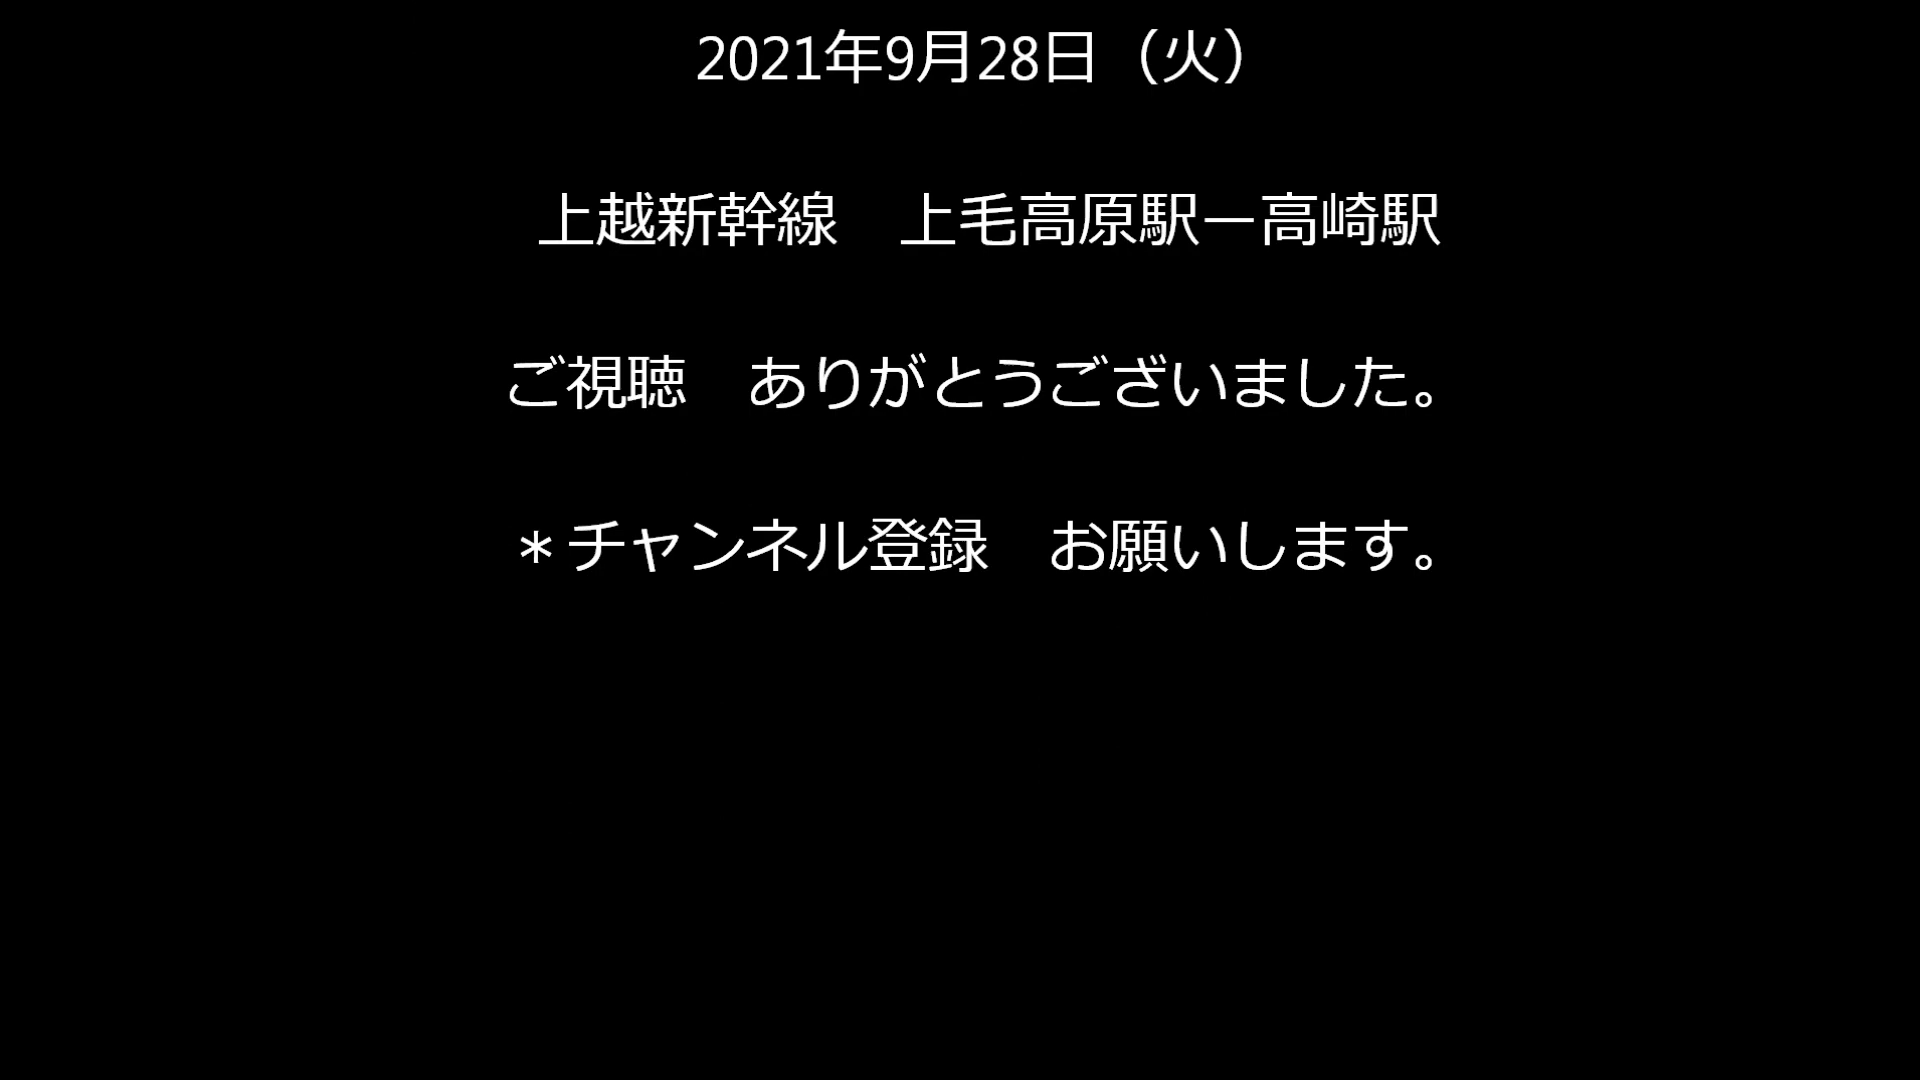 2021年9月28日（火）
上越新幹線　上毛高原駅－高崎駅
ご視聴　ありがとうございました。
＊チャンネル登録　お願いします。